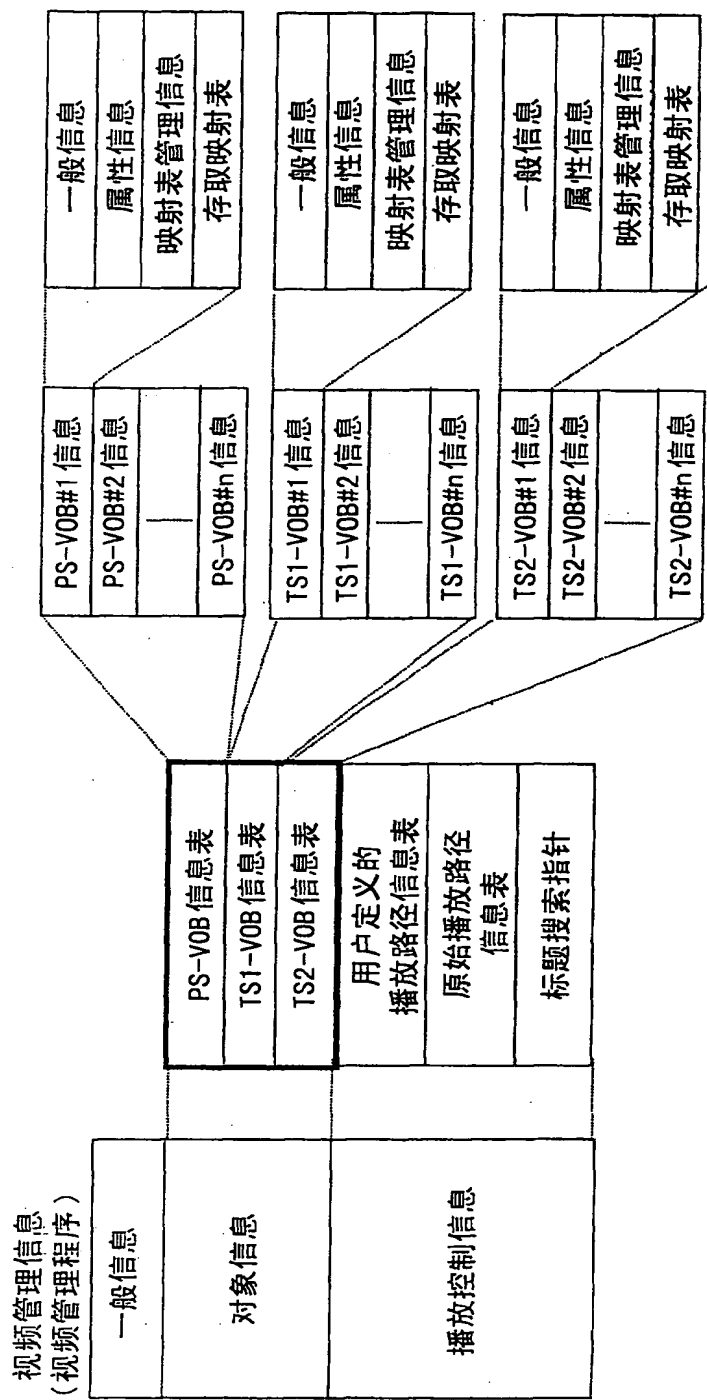 视频管理信息
(视频管理程序)
一般信息
对象信息
播放控制信息
PS-VOB信息表
TS1-VOB信息表
TS2-VOB信息表
用户定义的
播放路径信息表
原始播放路径
信息表
标题搜索指针
PS-VOB#1信息
PS-VOB#2信息
PS-VOB#n信息
TS1-VOB#1信息
TS1-VOB#2信息
TS1-VOB#n信息
TS2-VOB#1信息
TS2-VOB#2信息
TS2-VOB#n信息
一般信息
属性信息
映射表管理信息
存取映射表
一般信息
属性信息
映射表管理信息
存取映射表
一般信息
属性信息
映射表管理信息
存取映射表